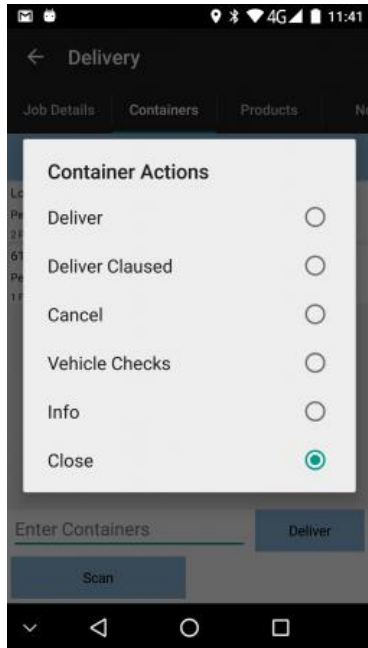 4G 11:41
Delivery
Job Details Containers Products
Container Actions
Deliver
Deliver Claused
Cancel
Vehicle Checks
Info
Close
Enter Containers Deliver
Scan